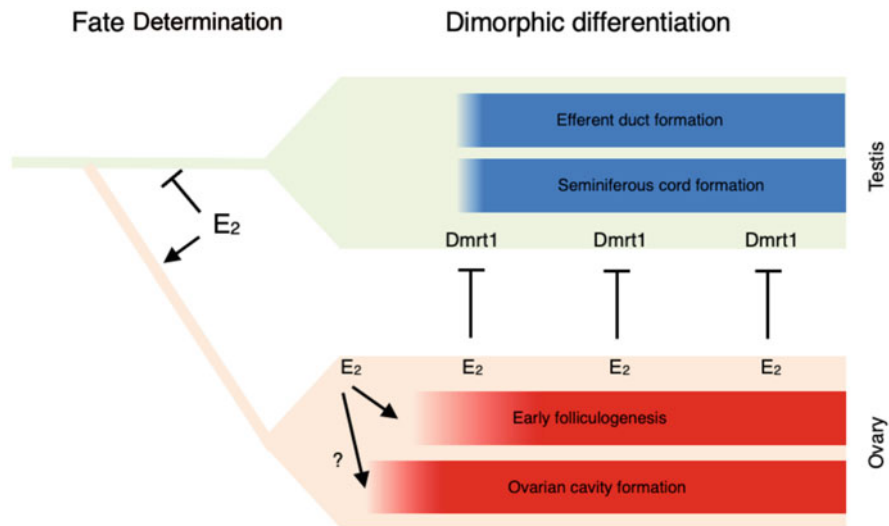 Fate Determination
Dimorphic differentiation
Efferent duct formation
Seminiferous cord formation
Testis
E₂
Dmrt1 Dmrt1 Dmrt1
E₂ E₂ E₂ E₂
Early folliculogenesis
?
Ovarian cavity formation
Ovary